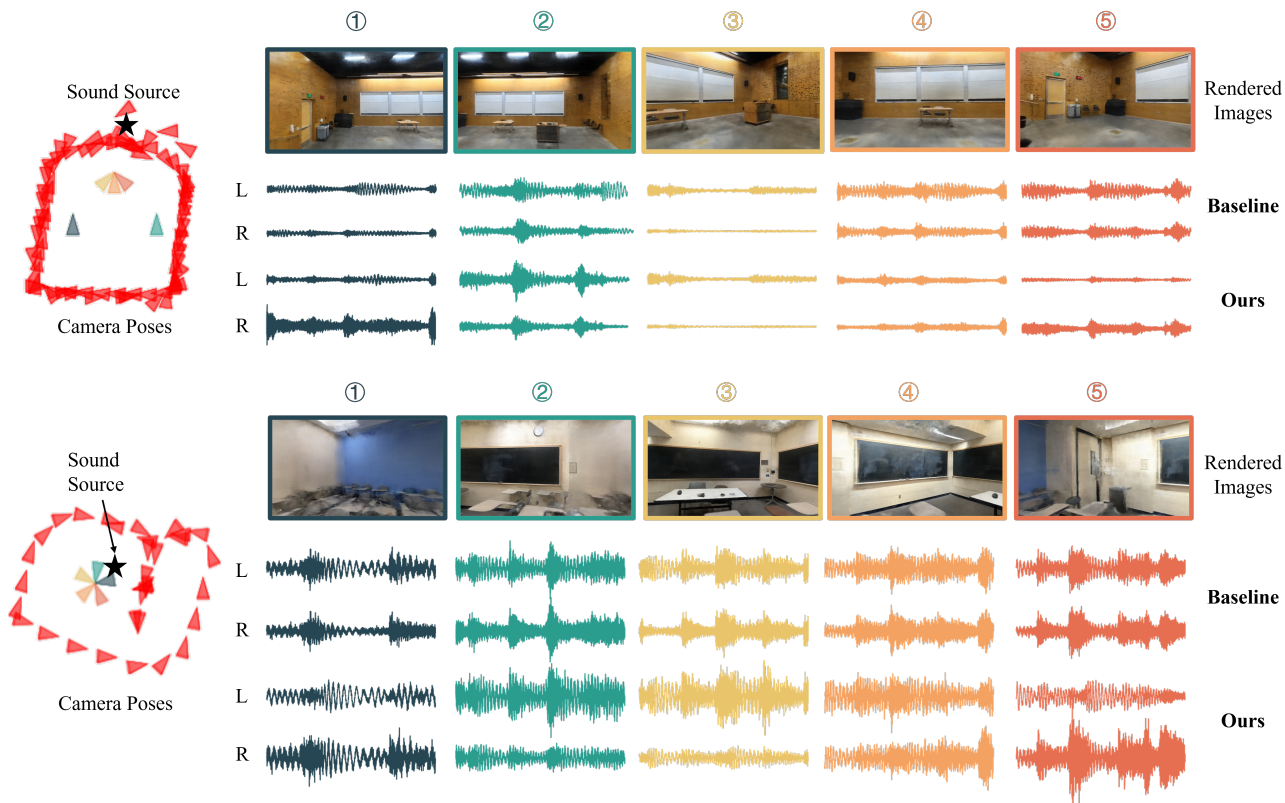 ① ② ③ ④ ⑤
Sound Source
Rendered
Images
L
Baseline
R
L
Ours
R
Camera Poses
① ② ③ ④ ⑤
Sound
Source
Rendered
Images
L
Baseline
R
L
Ours
R
Camera Poses